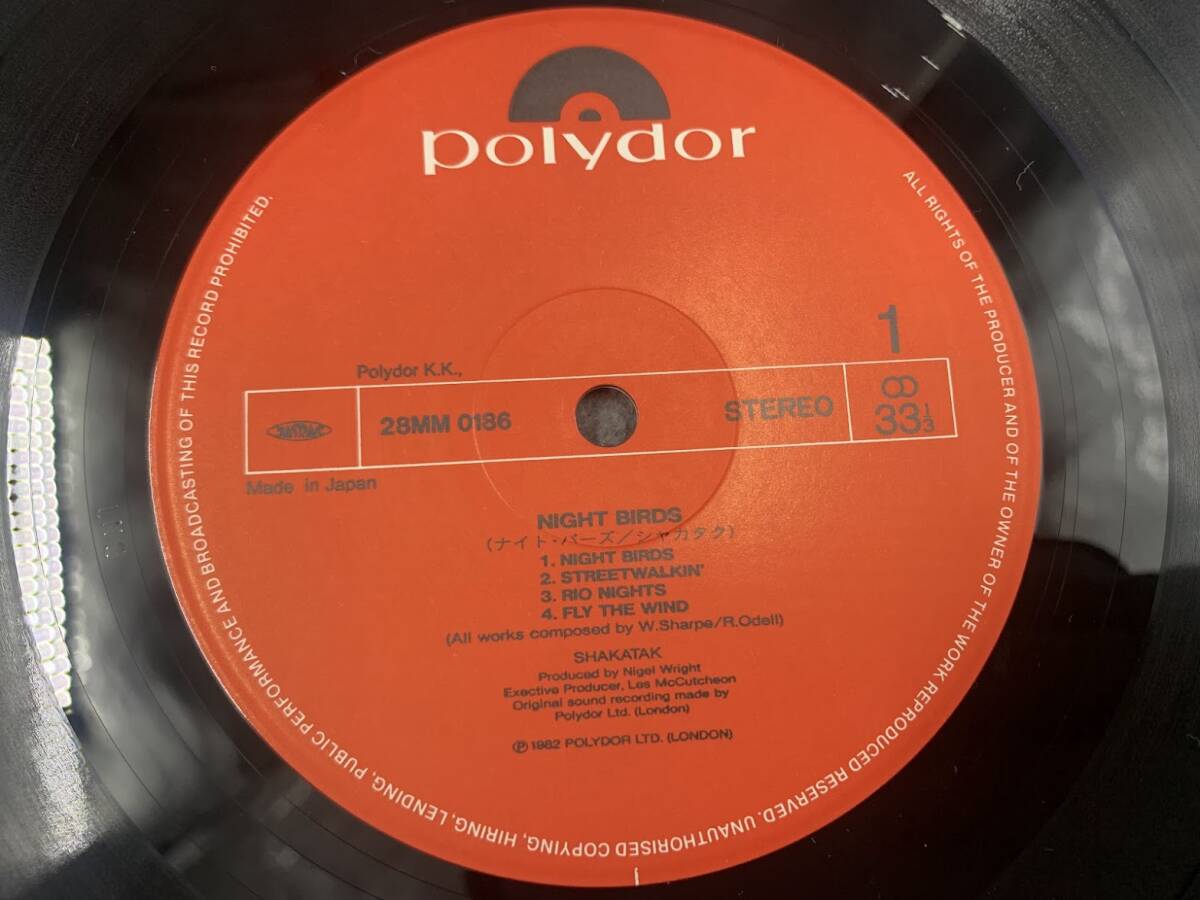 polydor
1
Polydor K.K.,
JASRAC
28MM 0186
STEREO
33 1/3
Made in Japan
NIGHT BIRDS
(ナイト・バーズ/シャカタク)
1. NIGHT BIRDS
2. STREETWALKIN'
3. RIO NIGHTS
4. FLY THE WIND
(All works composed by W.Sharpe/R.Odell)
SHAKATAK
Produced by Nigel Wright
Exective Producer, Les McCutcheon
Original sound recording made by
Polydor Ltd. (London)
Ⓟ 1982 POLYDOR LTD. (LONDON)
ALL RIGHTS OF THE PRODUCER AND OF THE OWNER OF THE WORK REPRODUCED RESERVED. UNAUTHORISED COPYING, HIRING, LENDING, PUBLIC PERFORMANCE AND BROADCASTING OF THIS RECORD PROHIBITED.